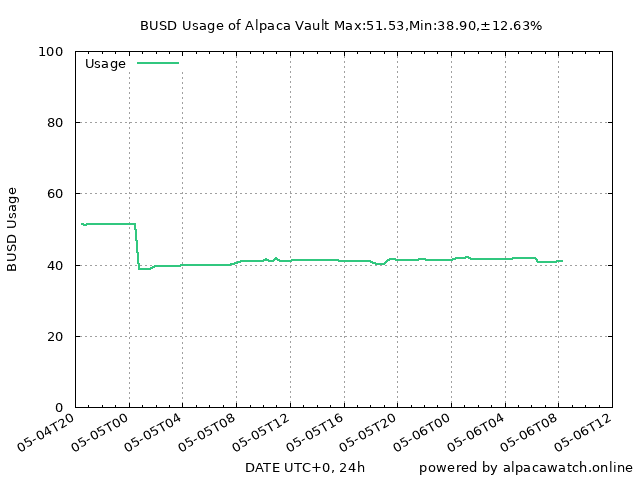 BUSD Usage of Alpaca Vault Max:51.53,Min:38.90,±12.63%
100
Usage
80
60
BUSD Usage
40
20
0
05-04T20 05-05T00 05-05T04 05-05T08 05-05T12 05-05T16 05-05T20 05-06T00 05-06T04 05-06T08 05-06T12
DATE UTC+0, 24h powered by alpacawatch.online